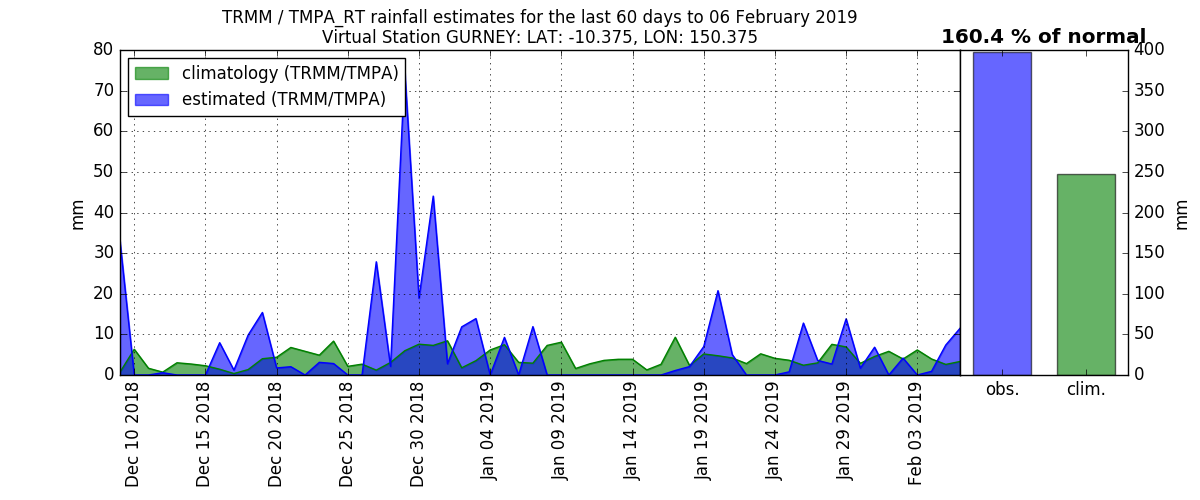 TRMM / TMPA_RT rainfall estimates for the last 60 days to 06 February 2019
Virtual Station GURNEY: LAT: -10.375, LON: 150.375
160.4 % of normal
climatology (TRMM/TMPA)
estimated (TRMM/TMPA)
mm
80
70
60
50
40
30
20
10
0
Dec 10 2018
Dec 15 2018
Dec 20 2018
Dec 25 2018
Dec 30 2018
Jan 04 2019
Jan 09 2019
Jan 14 2019
Jan 19 2019
Jan 24 2019
Jan 29 2019
Feb 03 2019
obs.
clim.
400
350
300
250
200
150
100
50
0
mm